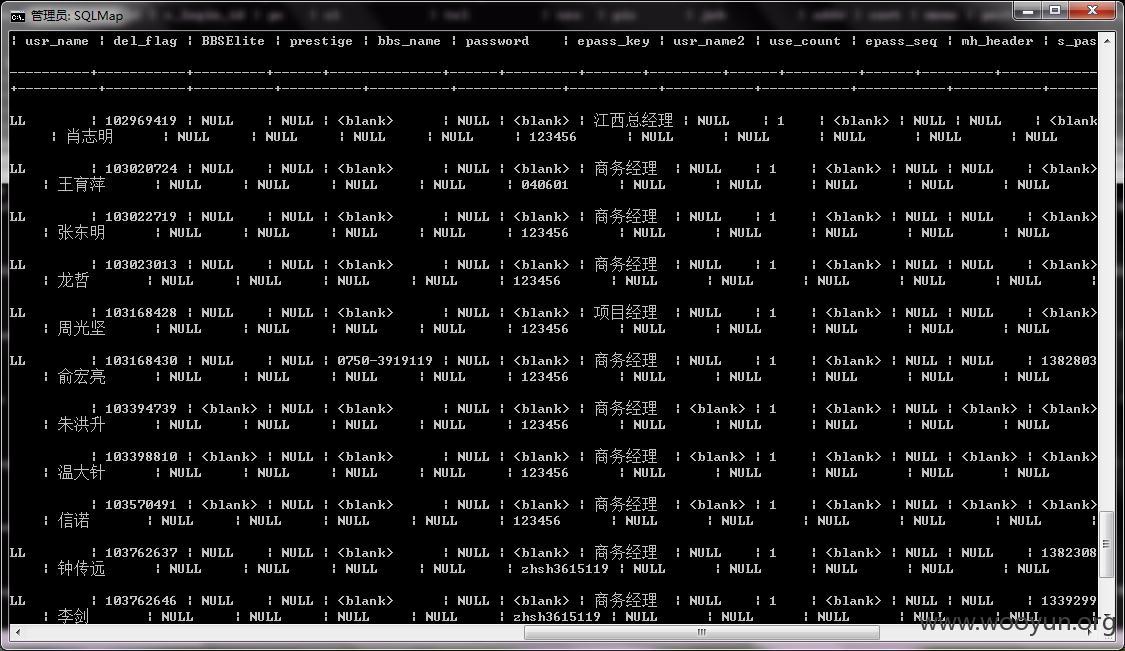 管理员: SQLMap
| usr_name | del_flag | BBSElite | prestige | bbs_name | password | epass_key | usr_name2 | use_count | epass_seq | mh_header | s_pas
LL | 102969419 | NULL | NULL | <blank> | NULL | <blank> | 江西总经理 | NULL | 1 | <blank> | NULL | NULL | <blank
| 肖志明 | NULL | NULL | NULL | NULL | 123456 | NULL | NULL | NULL | NULL | NULL
LL | 103020724 | NULL | NULL | <blank> | NULL | <blank> | 商务经理 | NULL | 1 | <blank> | NULL | NULL | <blank>
| 王育萍 | NULL | NULL | NULL | NULL | 040601 | NULL | NULL | NULL | NULL | NULL
LL | 103022719 | NULL | NULL | <blank> | NULL | <blank> | 商务经理 | NULL | 1 | <blank> | NULL | NULL | <blank>
| 张东明 | NULL | NULL | NULL | NULL | 123456 | NULL | NULL | NULL | NULL | NULL
LL | 103023013 | NULL | NULL | <blank> | NULL | <blank> | 商务经理 | NULL | 1 | <blank> | NULL | NULL | <blank>
| 龙哲 | NULL | NULL | NULL | NULL | 123456 | NULL | NULL | NULL | NULL | NULL |
LL | 103168428 | NULL | NULL | <blank> | NULL | <blank> | 项目经理 | NULL | 1 | <blank> | NULL | NULL | <blank>
| 周光坚 | NULL | NULL | NULL | NULL | 123456 | NULL | NULL | NULL | NULL | NULL
LL | 103168430 | NULL | NULL | 0750-3919119 | NULL | <blank> | 商务经理 | NULL | 1 | <blank> | NULL | NULL | 1382803
| 俞宏亮 | NULL | NULL | NULL | NULL | 123456 | NULL | NULL | NULL | NULL | NULL
| 103394739 | <blank> | NULL | <blank> | NULL | <blank> | 商务经理 | <blank> | 1 | <blank> | NULL | <blank> | <blank>
| 朱洪升 | NULL | NULL | NULL | NULL | 123456 | NULL | NULL | NULL | NULL | NULL
| 103398810 | <blank> | NULL | <blank> | NULL | <blank> | 商务经理 | <blank> | 1 | <blank> | NULL | <blank> | <blank>
| 温大针 | NULL | NULL | NULL | NULL | 123456 | NULL | NULL | NULL | NULL | NULL
| 103570491 | <blank> | NULL | <blank> | NULL | <blank> | 商务经理 | <blank> | 1 | <blank> | NULL | <blank> | <blank>
| 信诺 | NULL | NULL | NULL | NULL | 123456 | NULL | NULL | NULL | NULL | NULL |
LL | 103762637 | NULL | NULL | <blank> | NULL | <blank> | 商务经理 | NULL | 1 | <blank> | NULL | NULL | 1382308
| 钟传远 | NULL | NULL | NULL | NULL | zhsh3615119 | NULL | NULL | NULL | NULL | NULL
LL | 103762646 | NULL | NULL | <blank> | NULL | <blank> | 商务经理 | NULL | 1 | <blank> | NULL | NULL | 1339299
| 李剑 | NULL | NULL | NULL | NULL | zhsh3615119 | NULL | NULL | NULL | NULL | NULL
www.wooyun.org